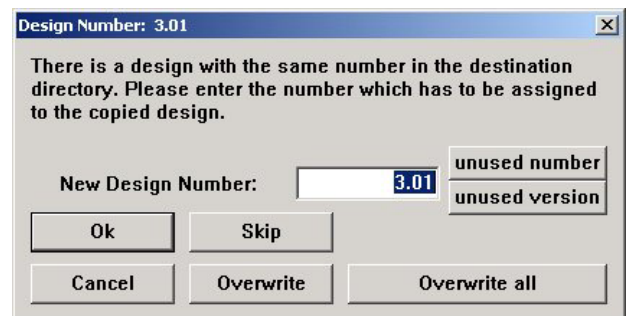 Design Number: 3.01
There is a design with the same number in the destination
directory. Please enter the number which has to be assigned
to the copied design.
New Design Number: 3.01
unused number
unused version
Ok Skip
Cancel Overwrite Overwrite all